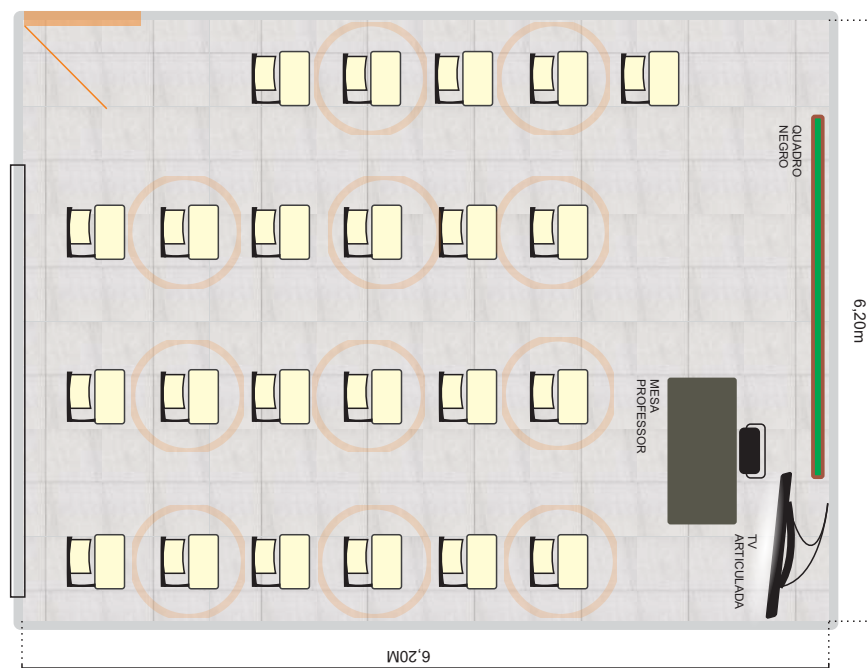 QUADRO
NEGRO
6,20m
MESA
PROFESSOR
TV
ARTICULADA
6,20M